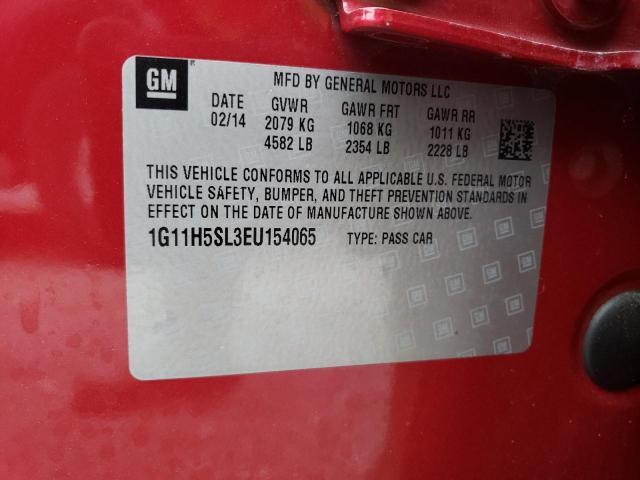 GM
MFD BY GENERAL MOTORS LLC
DATE GVWR GAWR FRT GAWR RR
02/14 2079 KG 1068 KG 1011 KG
4582 LB 2354 LB 2228 LB
THIS VEHICLE CONFORMS TO ALL APPLICABLE U.S. FEDERAL MOTOR
VEHICLE SAFETY, BUMPER, AND THEFT PREVENTION STANDARDS IN
EFFECT ON THE DATE OF MANUFACTURE SHOWN ABOVE.
1G11H5SL3EU154065 TYPE: PASS CAR